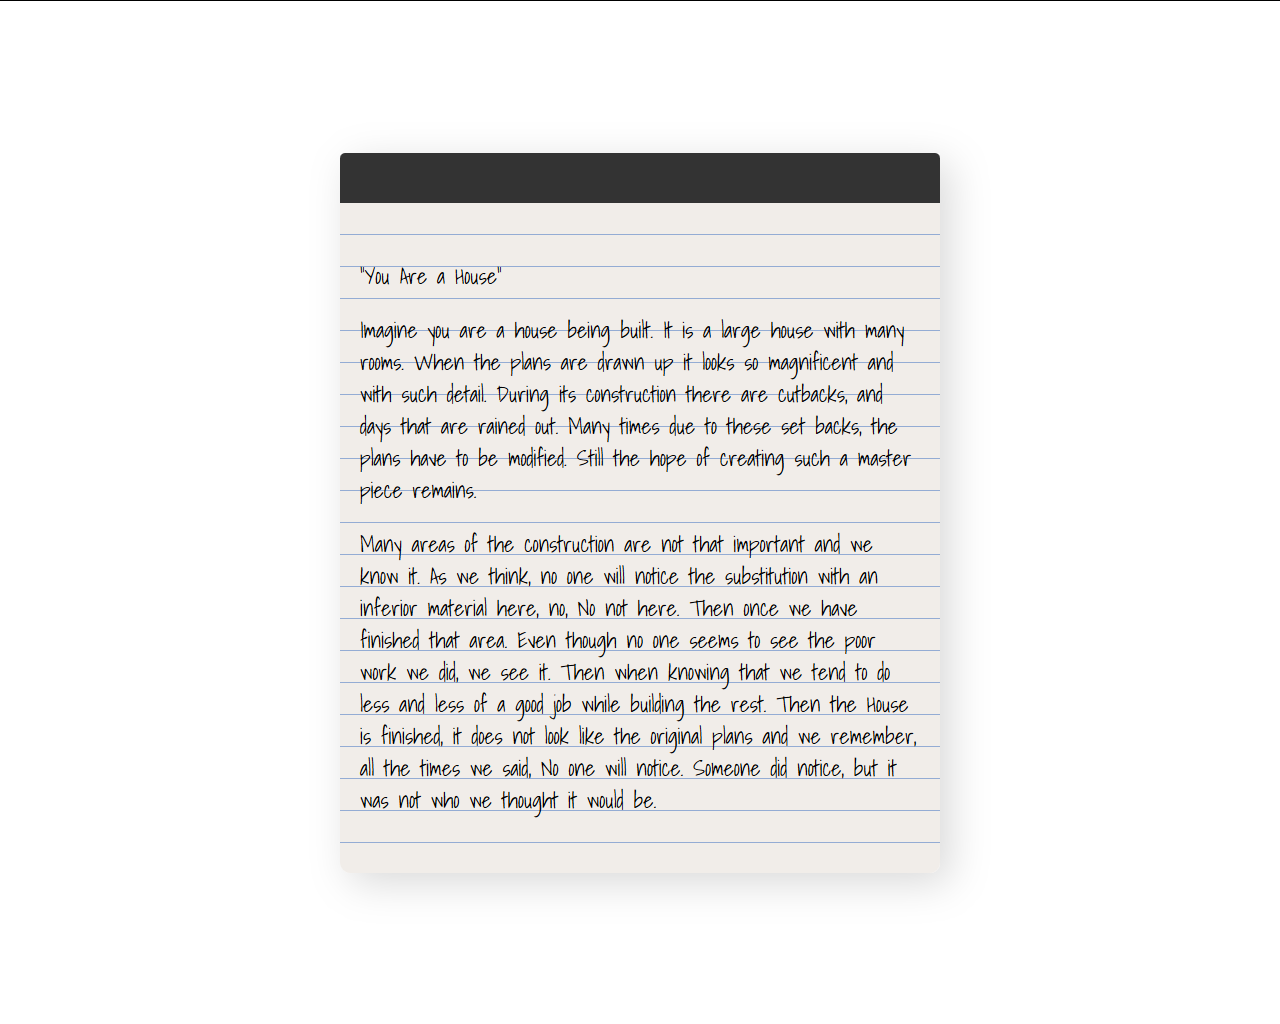 "You Are a House"
Imagine you are a house being built. It is a large house with many
rooms. When the plans are drawn up it looks so magnificent and
with such detail. During its construction there are cutbacks, and
days that are rained out. Many times due to these set backs, the
plans have to be modified. Still the hope of creating such a master
piece remains.
Many areas of the construction are not that important and we
know it. As we think, no one will notice the substitution with an
inferior material here, no, No not here. Then once we have
finished that area. Even though no one seems to see the poor
work we did, we see it. Then when knowing that we tend to do
less and less of a good job while building the rest. Then the House
is finished, it does not look like the original plans and we remember,
all the times we said, No one will notice. Someone did notice, but it
was not who we thought it would be.